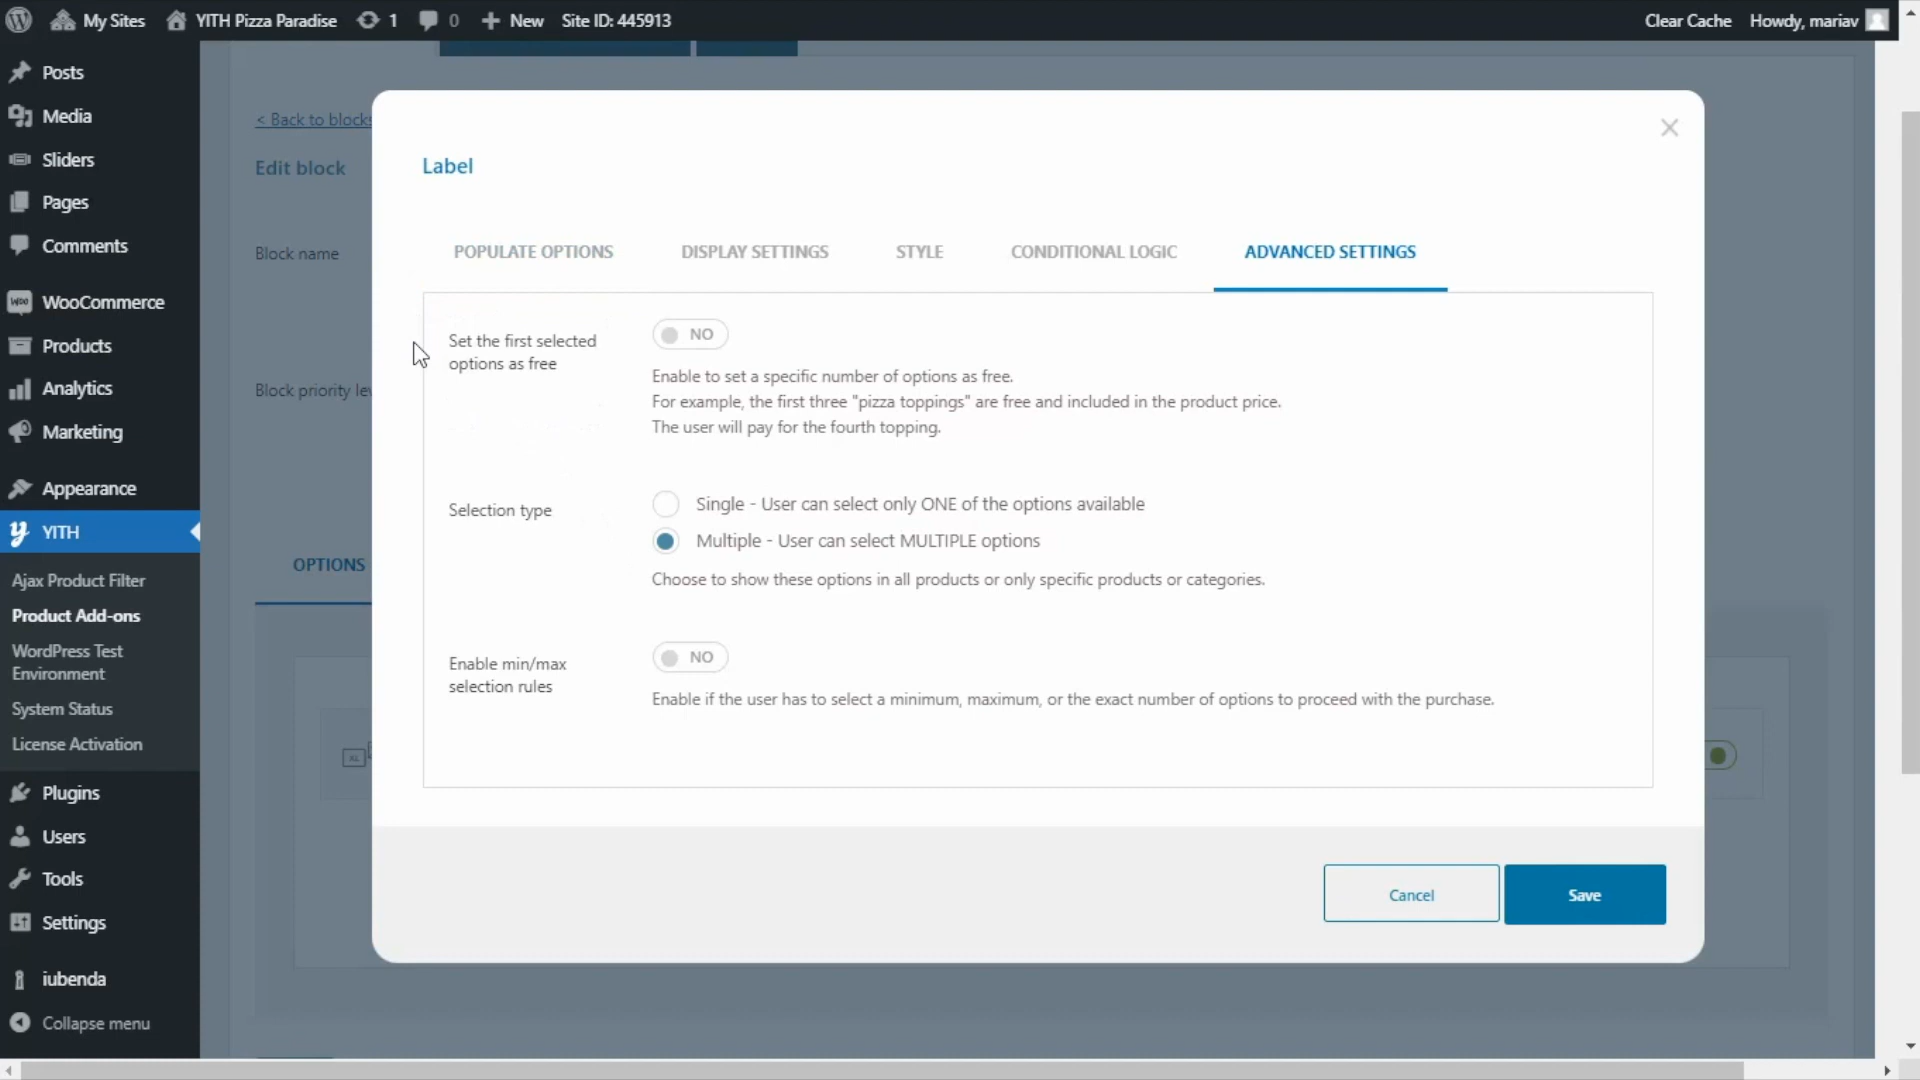 My Sites YITH Pizza Paradise 1 0 New Site ID: 445913 Clear Cache Howdy, mariav
Posts
Media
Sliders
Pages
Comments
WooCommerce
Products
Analytics
Marketing
Appearance
YITH
Ajax Product Filter
Product Add-ons
WordPress Test
Environment
System Status
License Activation
Plugins
Users
Tools
Settings
iubenda
Collapse menu
< Back to blocks
Edit block
Block name
Block priority
OPTIONS
XL
Label
POPULATE OPTIONS DISPLAY SETTINGS STYLE CONDITIONAL LOGIC ADVANCED SETTINGS
Set the first selected
options as free
NO
Enable to set a specific number of options as free.
For example, the first three "pizza toppings" are free and included in the product price.
The user will pay for the fourth topping.
Selection type
Single - User can select only ONE of the options available
Multiple - User can select MULTIPLE options
Choose to show these options in all products or only specific products or categories.
Enable min/max
selection rules
NO
Enable if the user has to select a minimum, maximum, or the exact number of options to proceed with the purchase.
Cancel Save